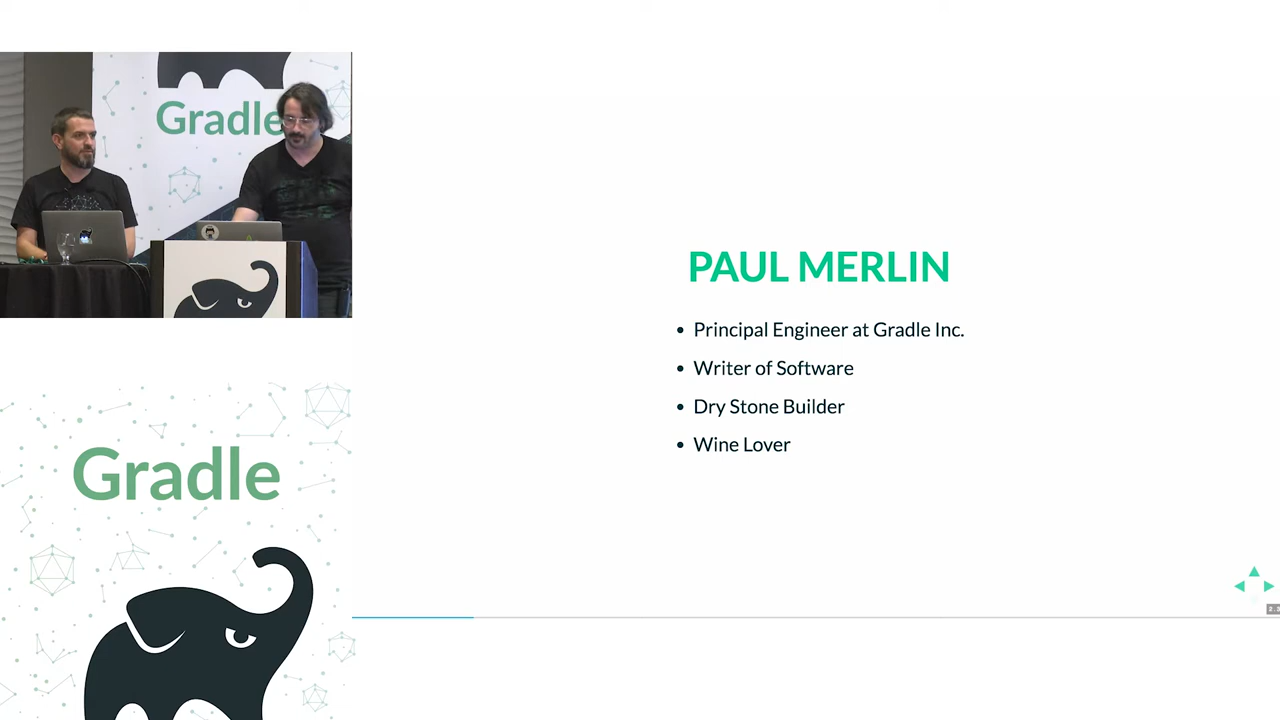 Gradle
PAUL MERLIN
Principal Engineer at Gradle Inc.
Writer of Software
Dry Stone Builder
Wine Lover
Gradle